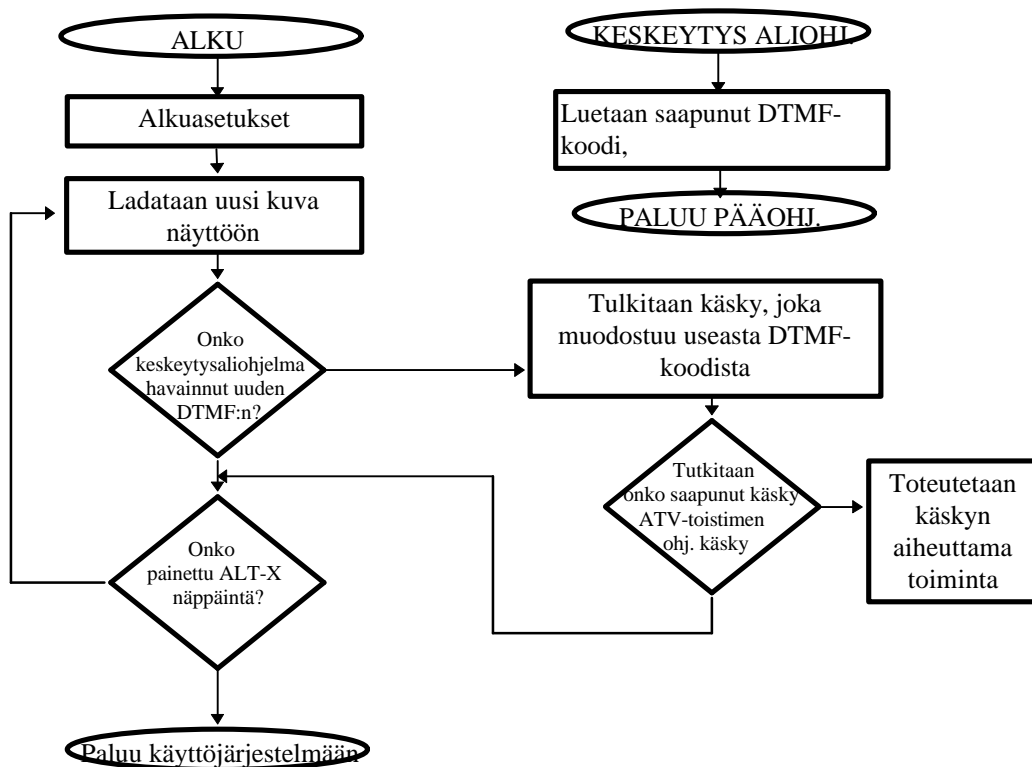 ALKU
Alkuasetukset
Ladataan uusi kuva
näyttöön
Onko
keskeytysaliohjelma
havainnut uuden
DTMF:n?
Onko
painettu ALT-X
näppäintä?
Paluu käyttöjärjestelmään
KESKEYTYS ALIOHJ.
Luetaan saapunut DTMF-
koodi,
PALUU PÄÄOHJ.
Tulkitaan käsky, joka
muodostuu useasta DTMF-
koodista
Tutkitaan
onko saapunut käsky
ATV-toistimen
ohj. käsky
Toteutetaan
käskyn
aiheuttama
toiminta